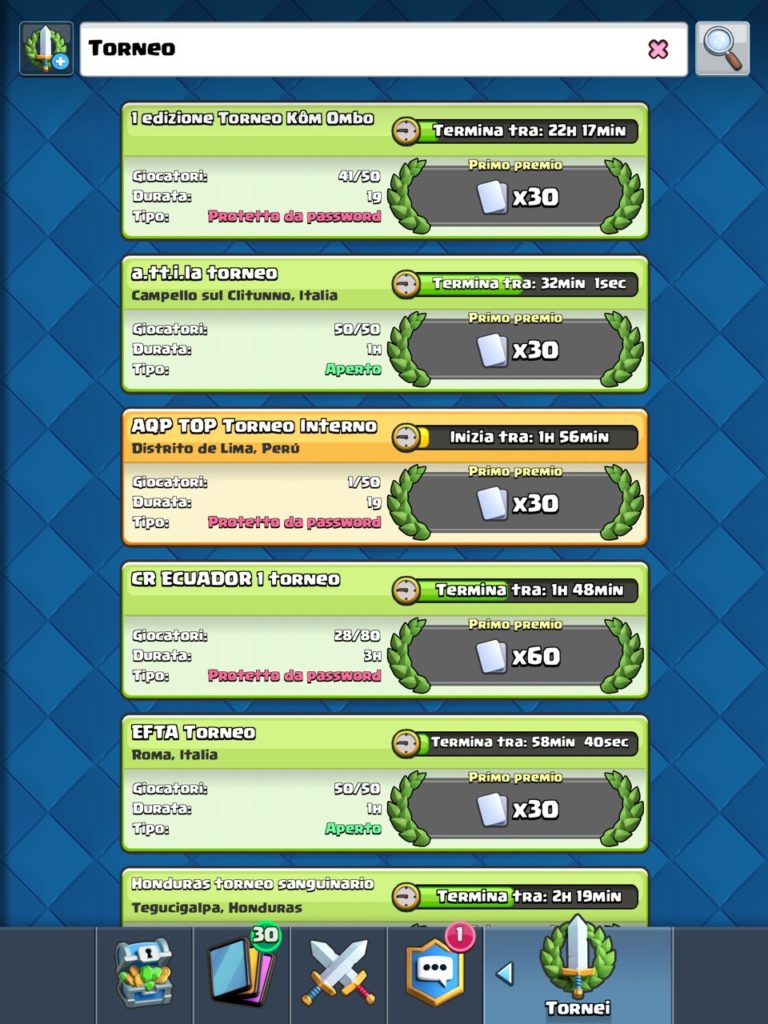 Torneo
1 edizione Torneo Kôm Ombo
Termina tra: 22h 17min
Primo premio
Giocatori: 41/50
x30
Durata: 1g
Tipo: Protetto da password
a.tt.i.la torneo
Termina tra: 32min 1sec
Campello sul Clitunno, Italia
Primo premio
Giocatori: 50/50
x30
Durata: 1h
Tipo: Aperto
AQP TOP Torneo Interno
Inizia tra: 1h 56min
Distrito de Lima, Perú
Primo premio
Giocatori: 1/50
x30
Durata: 1g
Tipo: Protetto da password
CR ECUADOR 1 torneo
Termina tra: 1h 48min
Primo premio
Giocatori: 28/80
x60
Durata: 3h
Tipo: Protetto da password
EFTA Torneo
Termina tra: 58min 40sec
Roma, Italia
Primo premio
Giocatori: 50/50
x30
Durata: 1h
Tipo: Aperto
Honduras torneo sanguinario
Termina tra: 2h 19min
Tegucigalpa, Honduras
30
1
Tornei